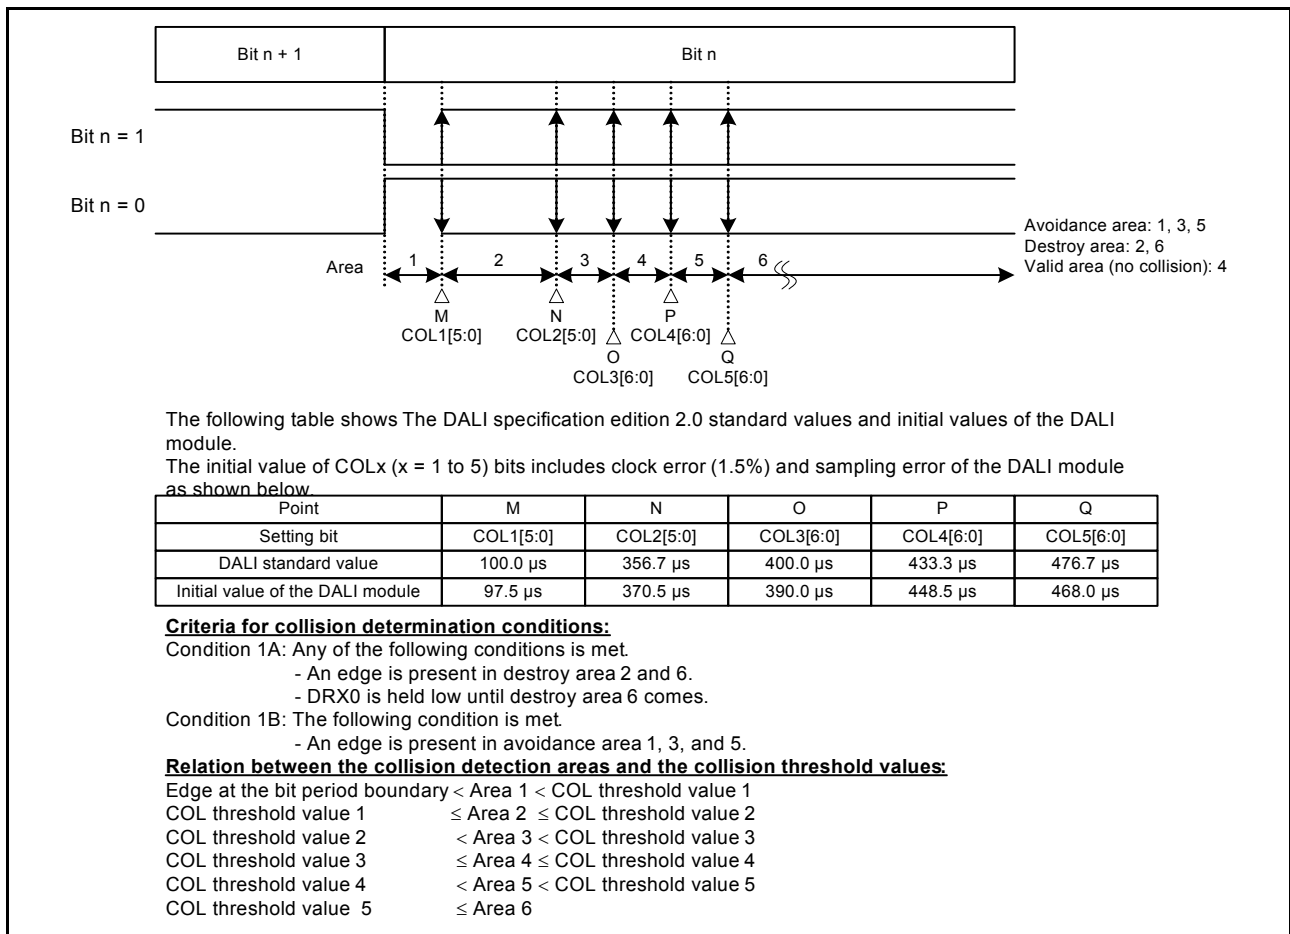 Bit n + 1 Bit n
Bit n = 1
Bit n = 0
Avoidance area: 1, 3, 5
Destroy area: 2, 6
Valid area (no collision): 4
Area 1 2 3 4 5 6
M N P
COL1[5:0] COL2[5:0] COL4[6:0]
O Q
COL3[6:0] COL5[6:0]
The following table shows The DALI specification edition 2.0 standard values and initial values of the DALI
module.
The initial value of COLx (x = 1 to 5) bits includes clock error (1.5%) and sampling error of the DALI module
as shown below.
Point M N O P Q
Setting bit COL1[5:0] COL2[5:0] COL3[6:0] COL4[6:0] COL5[6:0]
DALI standard value 100.0 µs 356.7 µs 400.0 µs 433.3 µs 476.7 µs
Initial value of the DALI module 97.5 µs 370.5 µs 390.0 µs 448.5 µs 468.0 µs
Criteria for collision determination conditions:
Condition 1A: Any of the following conditions is met.
- An edge is present in destroy area 2 and 6.
- DRX0 is held low until destroy area 6 comes.
Condition 1B: The following condition is met.
- An edge is present in avoidance area 1, 3, and 5.
Relation between the collision detection areas and the collision threshold values:
Edge at the bit period boundary < Area 1 < COL threshold value 1
COL threshold value 1 ≤ Area 2 ≤ COL threshold value 2
COL threshold value 2 < Area 3 < COL threshold value 3
COL threshold value 3 ≤ Area 4 ≤ COL threshold value 4
COL threshold value 4 < Area 5 < COL threshold value 5
COL threshold value 5 ≤ Area 6